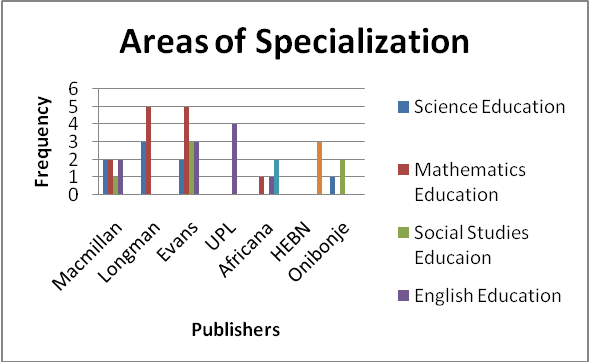 Areas of Specialization
Frequency
6
5
4
3
2
1
0
Macmillan
Longman
Evans
UPL
Africana
HEBN
Onibonje
Publishers
Science Education
Mathematics
Education
Social Studies
Educaion
English Education